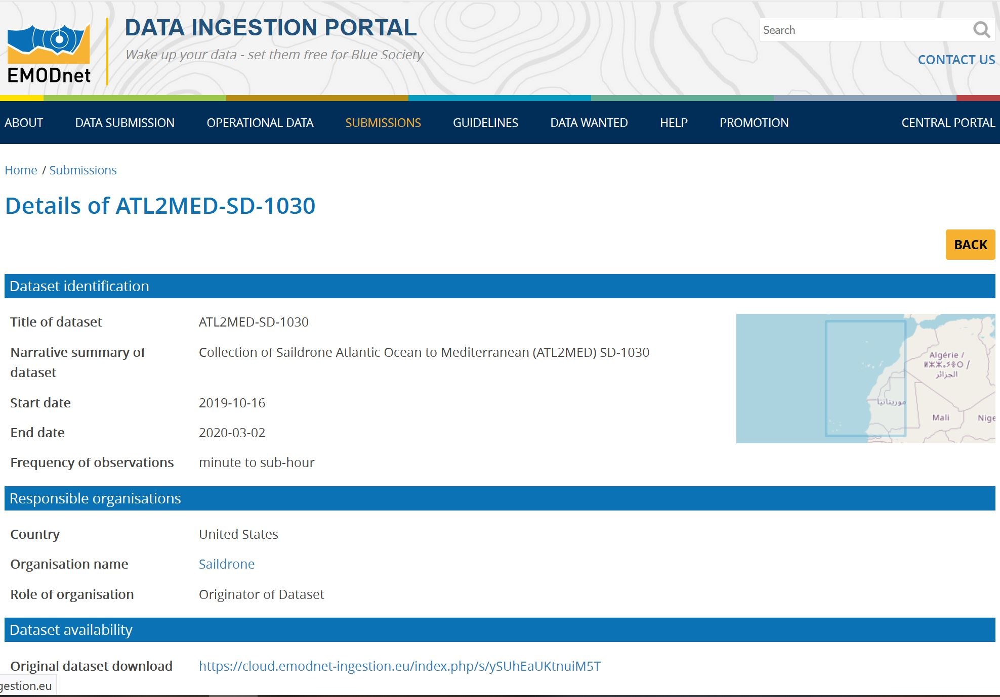 EMODnet
DATA INGESTION PORTAL
Wake up your data - set them free for Blue Society
Search
CONTACT US
ABOUT DATA SUBMISSION OPERATIONAL DATA SUBMISSIONS GUIDELINES DATA WANTED HELP PROMOTION CENTRAL PORTAL
Home / Submissions
Details of ATL2MED-SD-1030
BACK
Dataset identification
Title of dataset ATL2MED-SD-1030
Narrative summary of Collection of Saildrone Atlantic Ocean to Mediterranean (ATL2MED) SD-1030
dataset
Start date 2019-10-16
End date 2020-03-02
Frequency of observations minute to sub-hour
Algérie /
ⵍⵣⵣⴰⵢⴻⵔ /
الجزائر
موريتانيا
Mali Nige
Responsible organisations
Country United States
Organisation name Saildrone
Role of organisation Originator of Dataset
Dataset availability
Original dataset download https://cloud.emodnet-ingestion.eu/index.php/s/ySUhEaUKtnuiM5T
gestion.eu